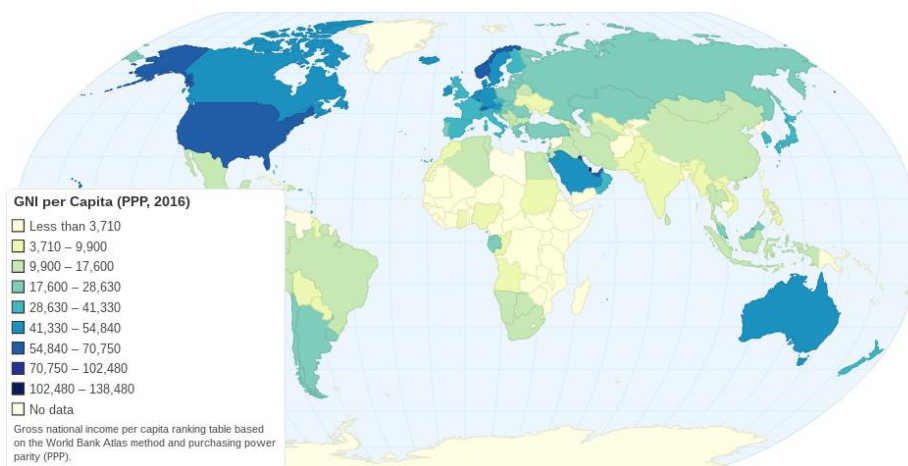 GNI per Capita (PPP, 2016)
Less than 3,710
3,710 – 9,900
9,900 – 17,600
17,600 – 28,630
28,630 – 41,330
41,330 – 54,840
54,840 – 70,750
70,750 – 102,480
102,480 – 138,480
No data
Gross national income per capita ranking table based
on the World Bank Atlas method and purchasing power
parity (PPP).